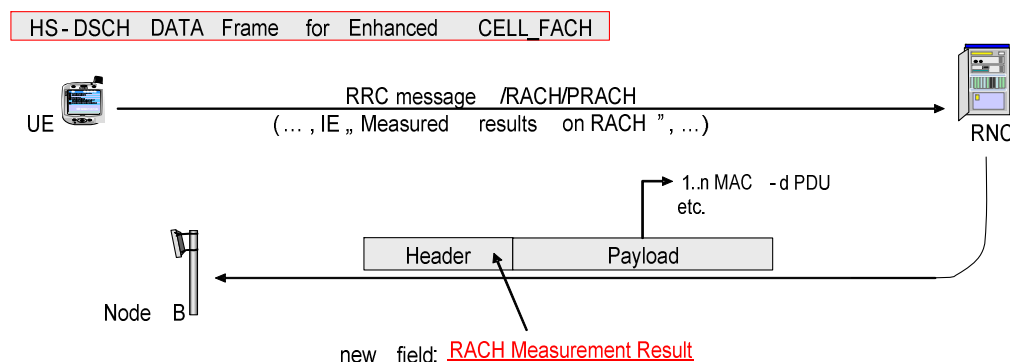 HS-DSCH DATA Frame for Enhanced CELL_FACH
RRC message /RACH/PRACH
(... , IE „ Measured results on RACH ” , ...)
UE
RNC
1..n MAC -d PDU
etc.
Header
Payload
Node B
new field: RACH Measurement Result